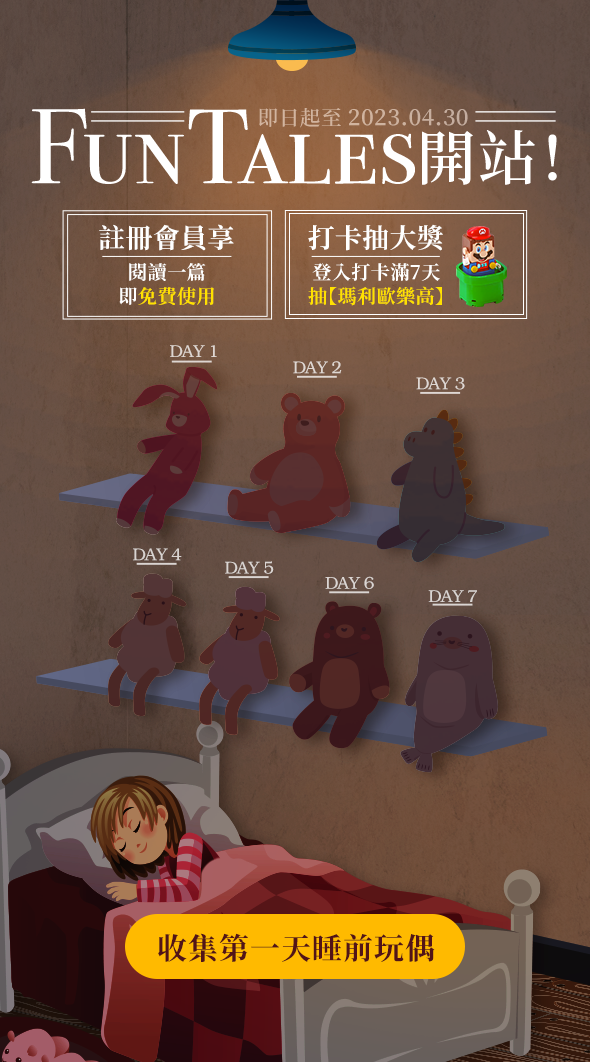 即日起至 2023.04.30
FUNTALES開站！
註冊會員享
閱讀一篇
即免費使用
打卡抽大獎
登入打卡滿7天
抽【瑪利歐樂高】
DAY 1
DAY 2
DAY 3
DAY 4
DAY 5
DAY 6
DAY 7
收集第一天睡前玩偶